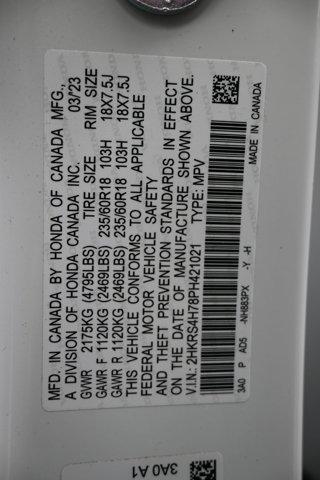 MFD. IN CANADA BY HONDA OF CANADA MFG.,
A DIVISION OF HONDA CANADA INC. 03/'23
GVWR 2175KG (4795LBS) TIRE SIZE RIM SIZE
GAWR F 1120KG (2469LBS) 235/60R18 103H 18X7.5J
GAWR R 1120KG (2469LBS) 235/60R18 103H 18X7.5J
THIS VEHICLE CONFORMS TO ALL APPLICABLE
FEDERAL MOTOR VEHICLE SAFETY
AND THEFT PREVENTION STANDARDS IN EFFECT
ON THE DATE OF MANUFACTURE SHOWN ABOVE.
V.I.N.: 2HKRS4H78PH421021 TYPE: MPV
3A0 P AD5 -NH883PX -Y -H
MADE IN CANADA
3A0 A1